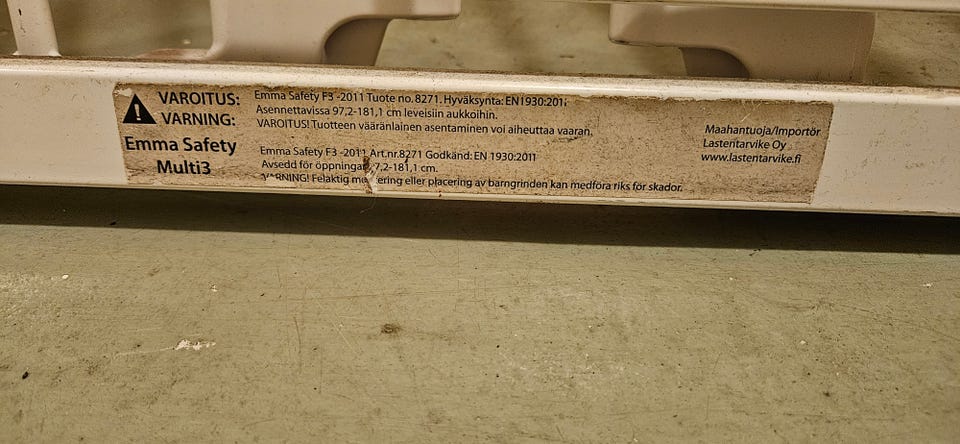 VAROITUS:
VARNING:
Emma Safety
Multi3
Emma Safety F3 -2011 Tuote no.8271. Hyväksynta: EN1930:2011
Asennettavissa 97,2-181,1 cm leveisiin aukkoihin.
VAROITUS! Tuotteen vääränlainen asentaminen voi aiheuttaa vaaran.
Emma Safety F3 -2011 Art.nr.8271 Godkänd: EN 1930:2011
Avsedd för öppningar 97,2-181,1 cm.
VARNING! Felaktig eller placering av barngrinden kan medföra riks för skador.
Maahantuoja/Importör
Lastentarvike Oy
www.lastentarvike.fi